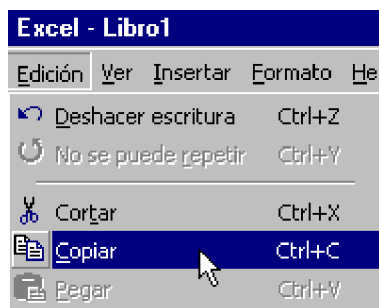 Excel - Libro1
Edición Ver Insertar Formato He
Deshacer escritura Ctrl+Z
No se puede repetir Ctrl+Y
Cortar Ctrl+X
Copiar Ctrl+C
Pegar Ctrl+V